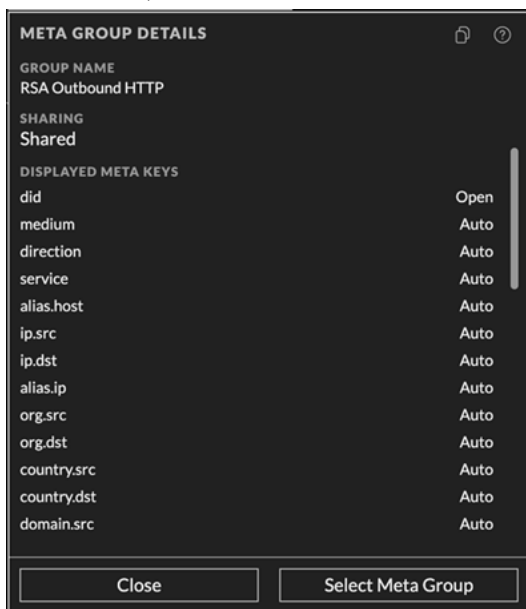 META GROUP DETAILS
GROUP NAME
RSA Outbound HTTP
SHARING
Shared
DISPLAYED META KEYS
did Open
medium Auto
direction Auto
service Auto
alias.host Auto
ip.src Auto
ip.dst Auto
alias.ip Auto
org.src Auto
org.dst Auto
country.src Auto
country.dst Auto
domain.src Auto
Close Select Meta Group